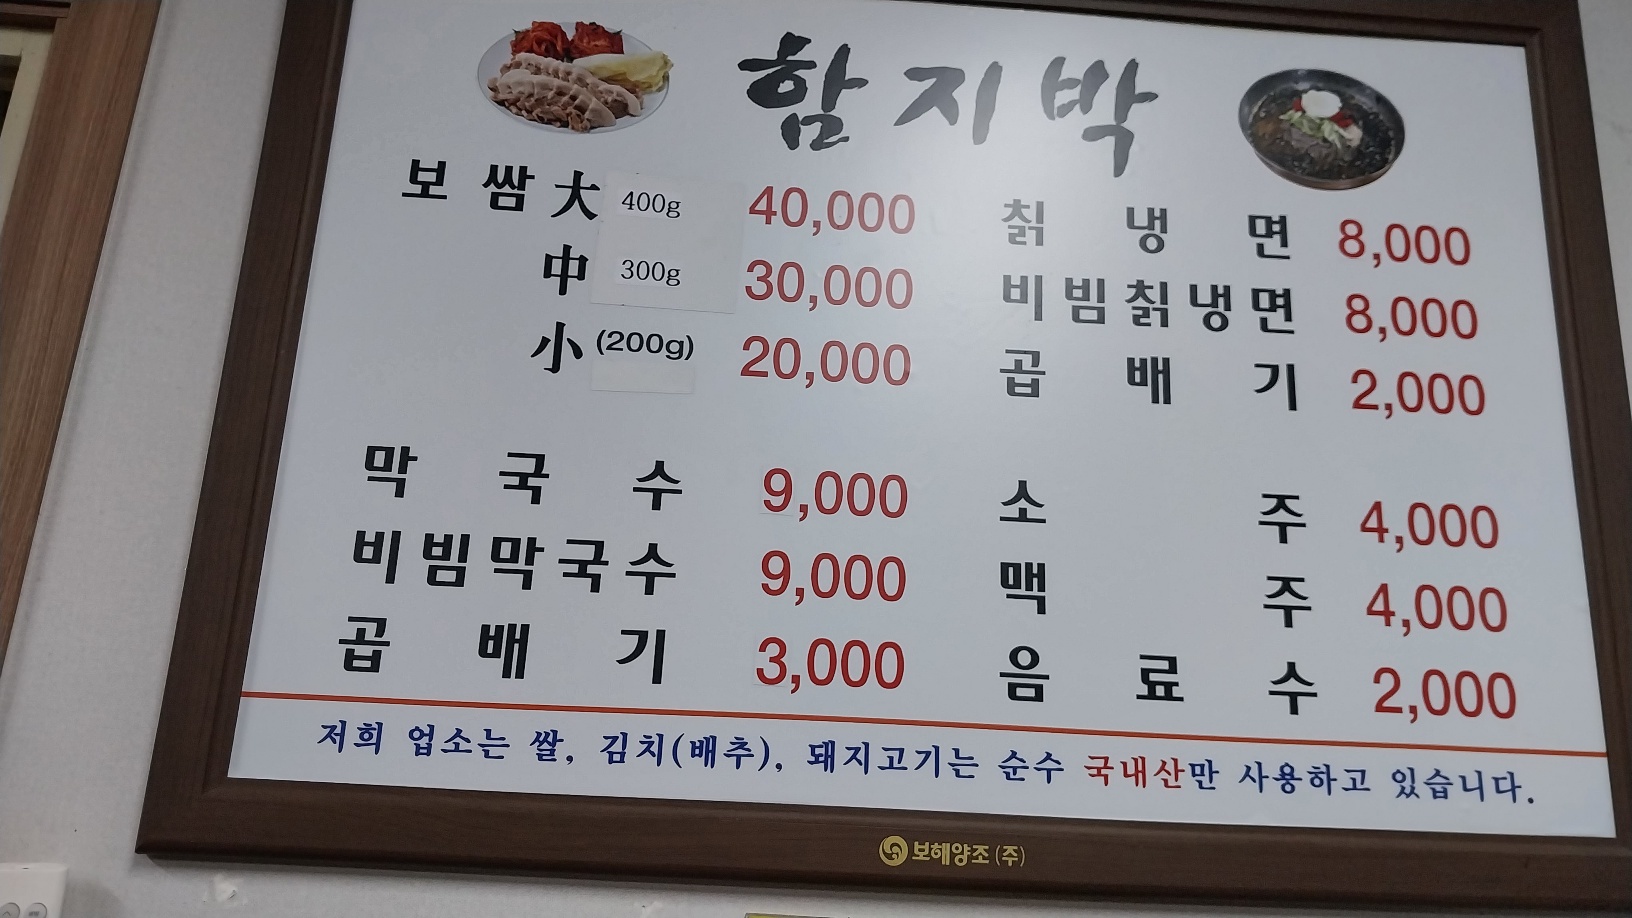 함지박
보쌈 大 400g 40,000
中 300g 30,000
小 (200g) 20,000
막국수 9,000
비빔막국수 9,000
곱배기 3,000
칡냉면 8,000
비빔칡냉면 8,000
곱배기 2,000
소주 4,000
맥주 4,000
음료수 2,000
저희 업소는 쌀, 김치(배추), 돼지고기는 순수 국내산만 사용하고 있습니다.
보해양조(주)